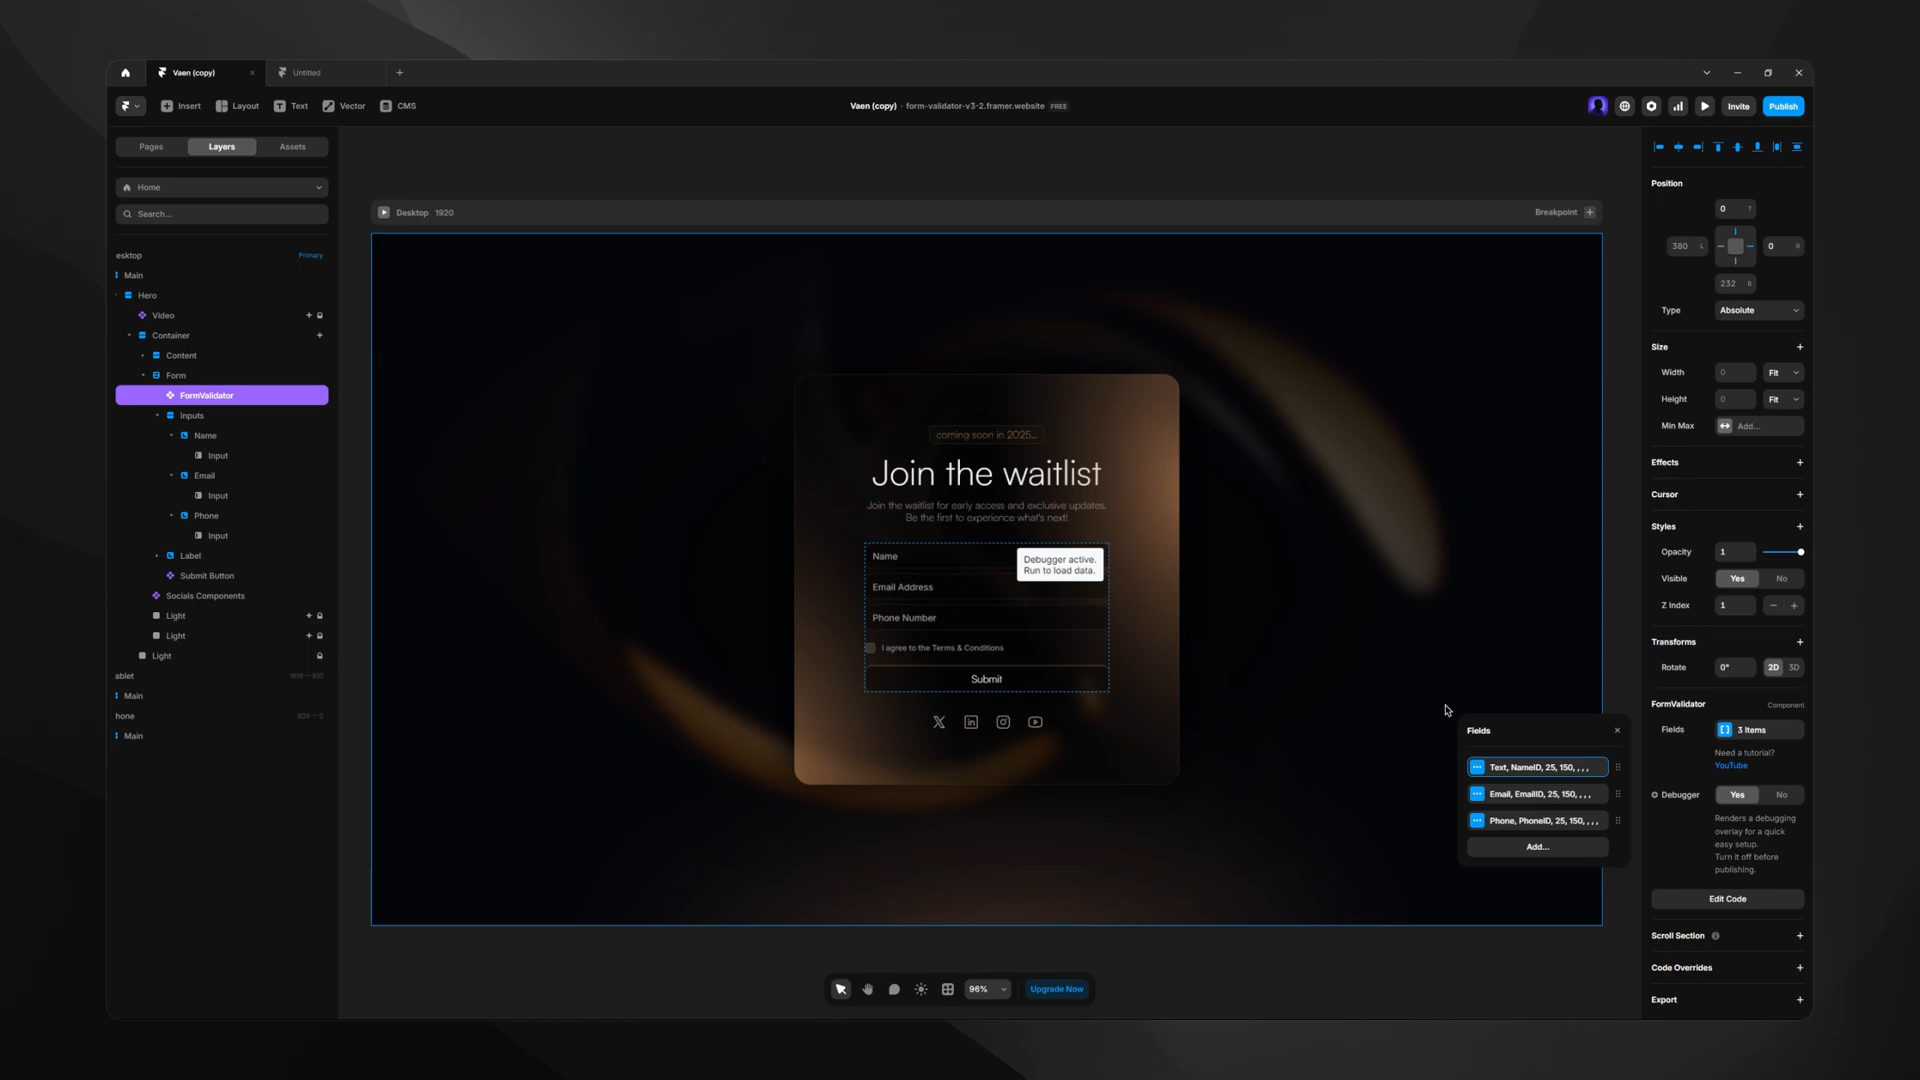 Vaen (copy)
Untitled
Insert
Layout
Text
Vector
CMS
Vaen (copy) · form-validator-v3-2.framer.website FREE
Invite
Publish
Pages
Layers
Assets
Home
Search...
esktop
Primary
Main
Hero
Video
Container
Content
Form
FormValidator
Inputs
Name
Input
Email
Input
Phone
Input
Label
Submit Button
Socials Components
Light
Light
Light
ablet
1919—810
Main
hone
809—0
Main
Desktop 1920
Breakpoint
coming soon in 2025...
Join the waitlist
Join the waitlist for early access and exclusive updates.
Be the first to experience what's next!
Name
Debugger active.
Run to load data.
Email Address
Phone Number
I agree to the Terms & Conditions
Submit
Fields
Text, NameID, 25, 150, , , ,
Email, EmailID, 25, 150, , , ,
Phone, PhoneID, 25, 150, , , ,
Add...
96%
Upgrade Now
Position
0 T
380 L
0 R
232 B
Type
Absolute
Size
Width
0
Fit
Height
0
Fit
Min Max
Add...
Effects
Cursor
Styles
Opacity
1
Visible
Yes
No
Z Index
1
Transforms
Rotate
0°
2D
3D
FormValidator
Component
Fields
3 Items
Need a tutorial?
YouTube
Debugger
Yes
No
Renders a debugging
overlay for a quick
easy setup.
Turn it off before
publishing.
Edit Code
Scroll Section
Code Overrides
Export